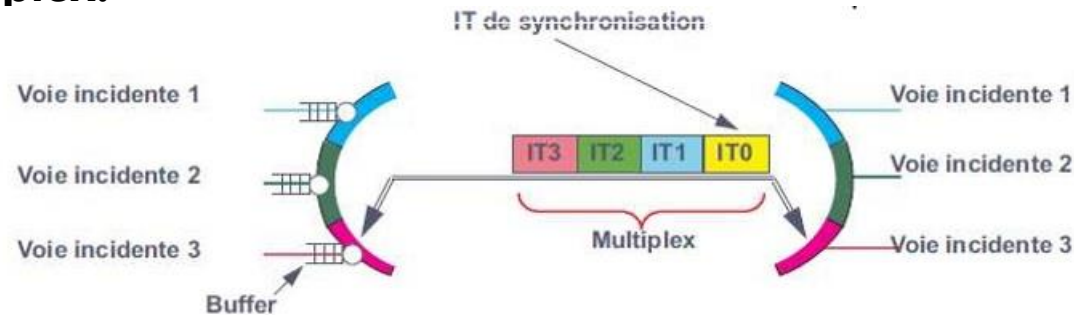 IT de synchronisation
Voie incidente 1
Voie incidente 1
IT3 IT2 IT1 IT0
Voie incidente 2
Voie incidente 2
Multiplex
Voie incidente 3
Voie incidente 3
Buffer